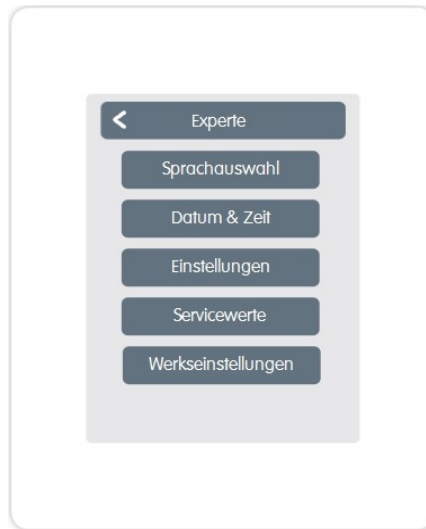 Experte
Sprachauswahl
Datum & Zeit
Einstellungen
Servicewerte
Werkseinstellungen